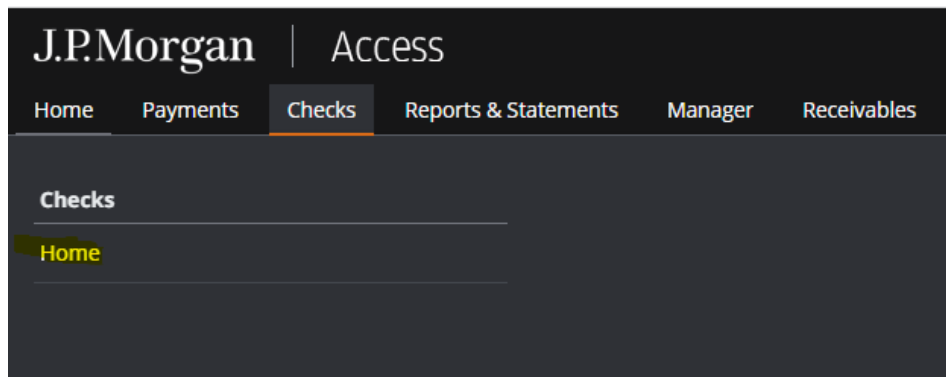 J.P.Morgan | Access
Home Payments Checks Reports & Statements Manager Receivables
Checks
Home